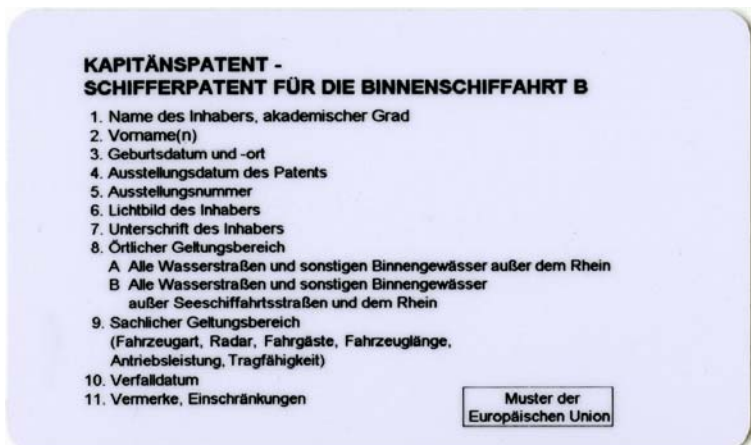 KAPITÄNSPATENT -
SCHIFFERPATENT FÜR DIE BINNENSCHIFFAHRT B
1. Name des Inhabers, akademischer Grad
2. Vorname(n)
3. Geburtsdatum und -ort
4. Ausstellungsdatum des Patents
5. Ausstellungsnummer
6. Lichtbild des Inhabers
7. Unterschrift des Inhabers
8. Örtlicher Geltungsbereich
A Alle Wasserstraßen und sonstigen Binnengewässer außer dem Rhein
B Alle Wasserstraßen und sonstigen Binnengewässer
außer Seeschiffahrtsstraßen und dem Rhein
9. Sachlicher Geltungsbereich
(Fahrzeugart, Radar, Fahrgäste, Fahrzeuglänge,
Antriebsleistung, Tragfähigkeit)
10. Verfalldatum
11. Vermerke, Einschränkungen
Muster der
Europäischen Union